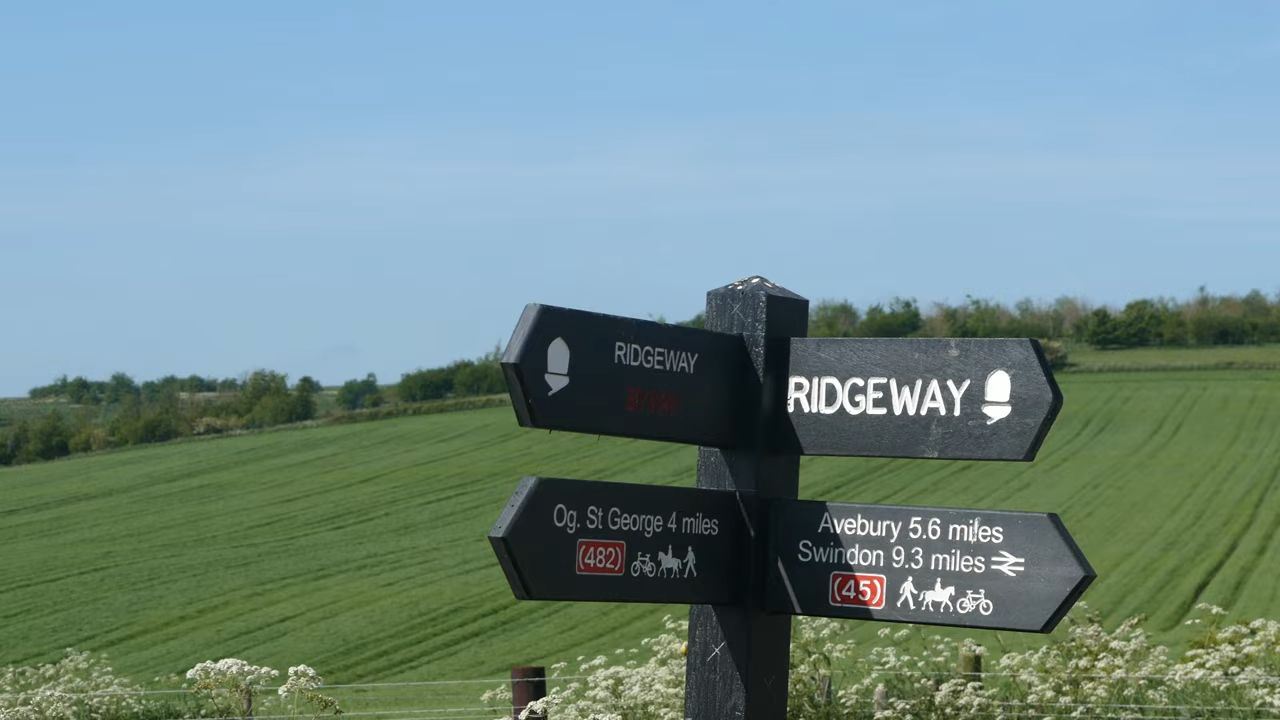 RIDGEWAY
RIDGEWAY
Og. St George 4 miles
(482)
Avebury 5.6 miles
Swindon 9.3 miles
(45)